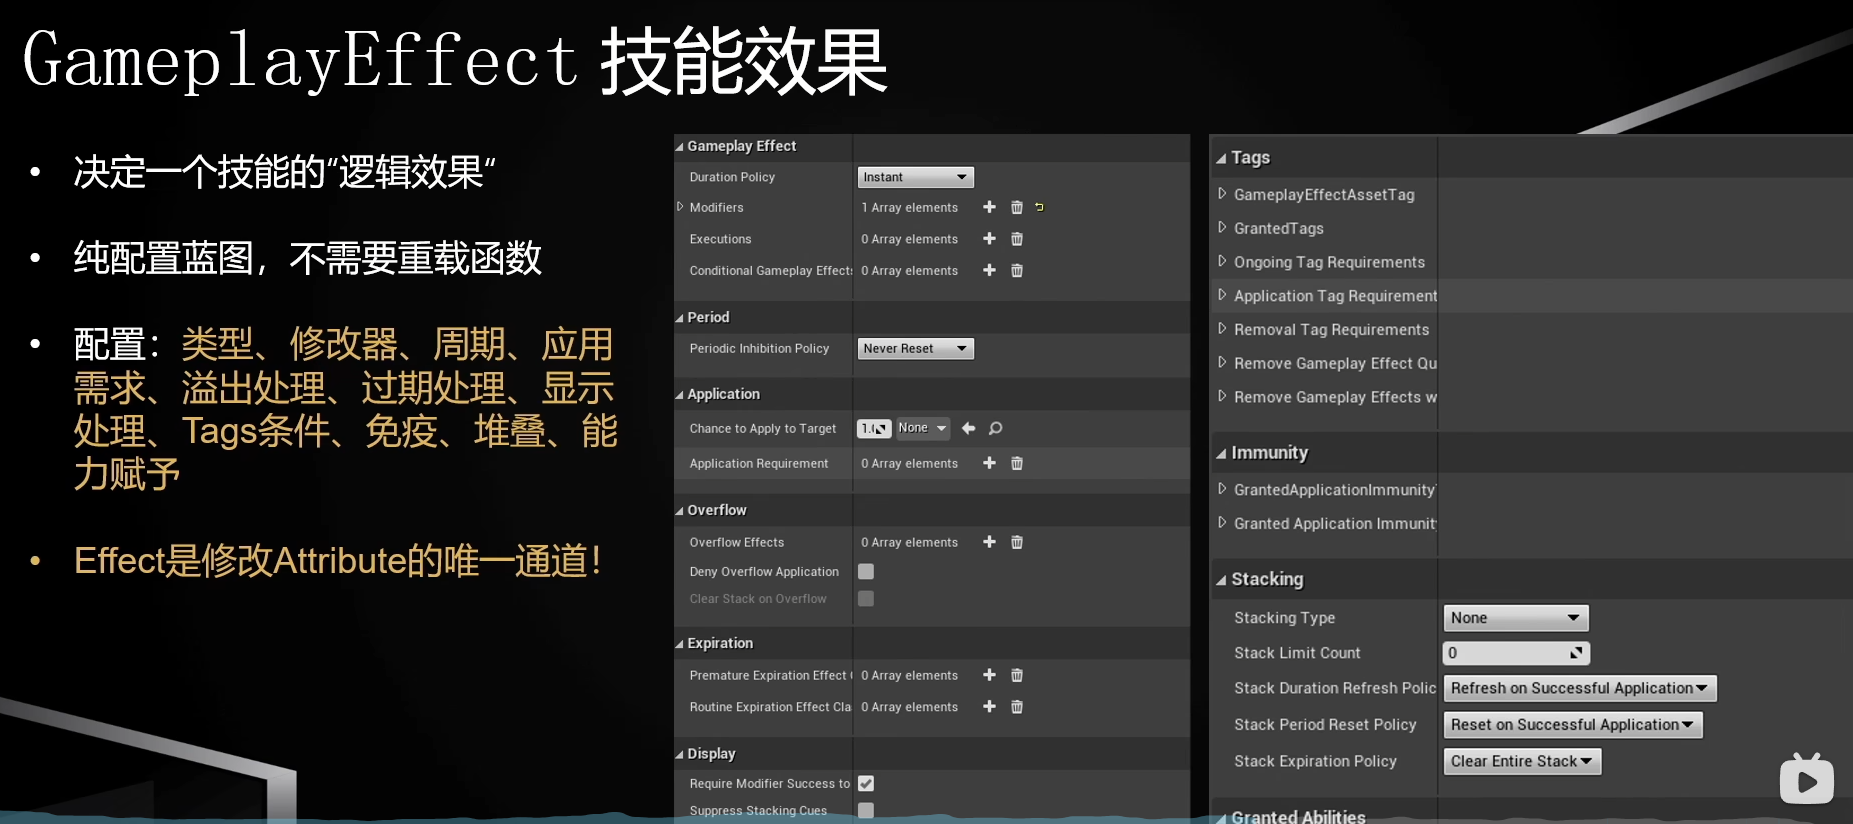 GameplayEffect 技能效果
• 决定一个技能的“逻辑效果”
• 纯配置蓝图，不需要重载函数
• 配置：类型、修改器、周期、应用
需求、溢出处理、过期处理、显示
处理、Tags条件、免疫、堆叠、能
力赋予
• Effect是修改Attribute的唯一通道！
Gameplay Effect
Duration Policy Instant
Modifiers 1 Array elements
Executions 0 Array elements
Conditional Gameplay Effects 0 Array elements
Period
Periodic Inhibition Policy Never Reset
Application
Chance to Apply to Target 1.0 None
Application Requirement 0 Array elements
Overflow
Overflow Effects 0 Array elements
Deny Overflow Application
Clear Stack on Overflow
Expiration
Premature Expiration Effect 0 Array elements
Routine Expiration Effect Cla 0 Array elements
Display
Require Modifier Success to
Suppress Stacking Cues
Tags
GameplayEffectAssetTag
GrantedTags
Ongoing Tag Requirements
Application Tag Requirement
Removal Tag Requirements
Remove Gameplay Effect Qu
Remove Gameplay Effects w
Immunity
GrantedApplicationImmunity
Granted Application Immunit
Stacking
Stacking Type None
Stack Limit Count 0
Stack Duration Refresh Polic Refresh on Successful Application
Stack Period Reset Policy Reset on Successful Application
Stack Expiration Policy Clear Entire Stack
Granted Abilities